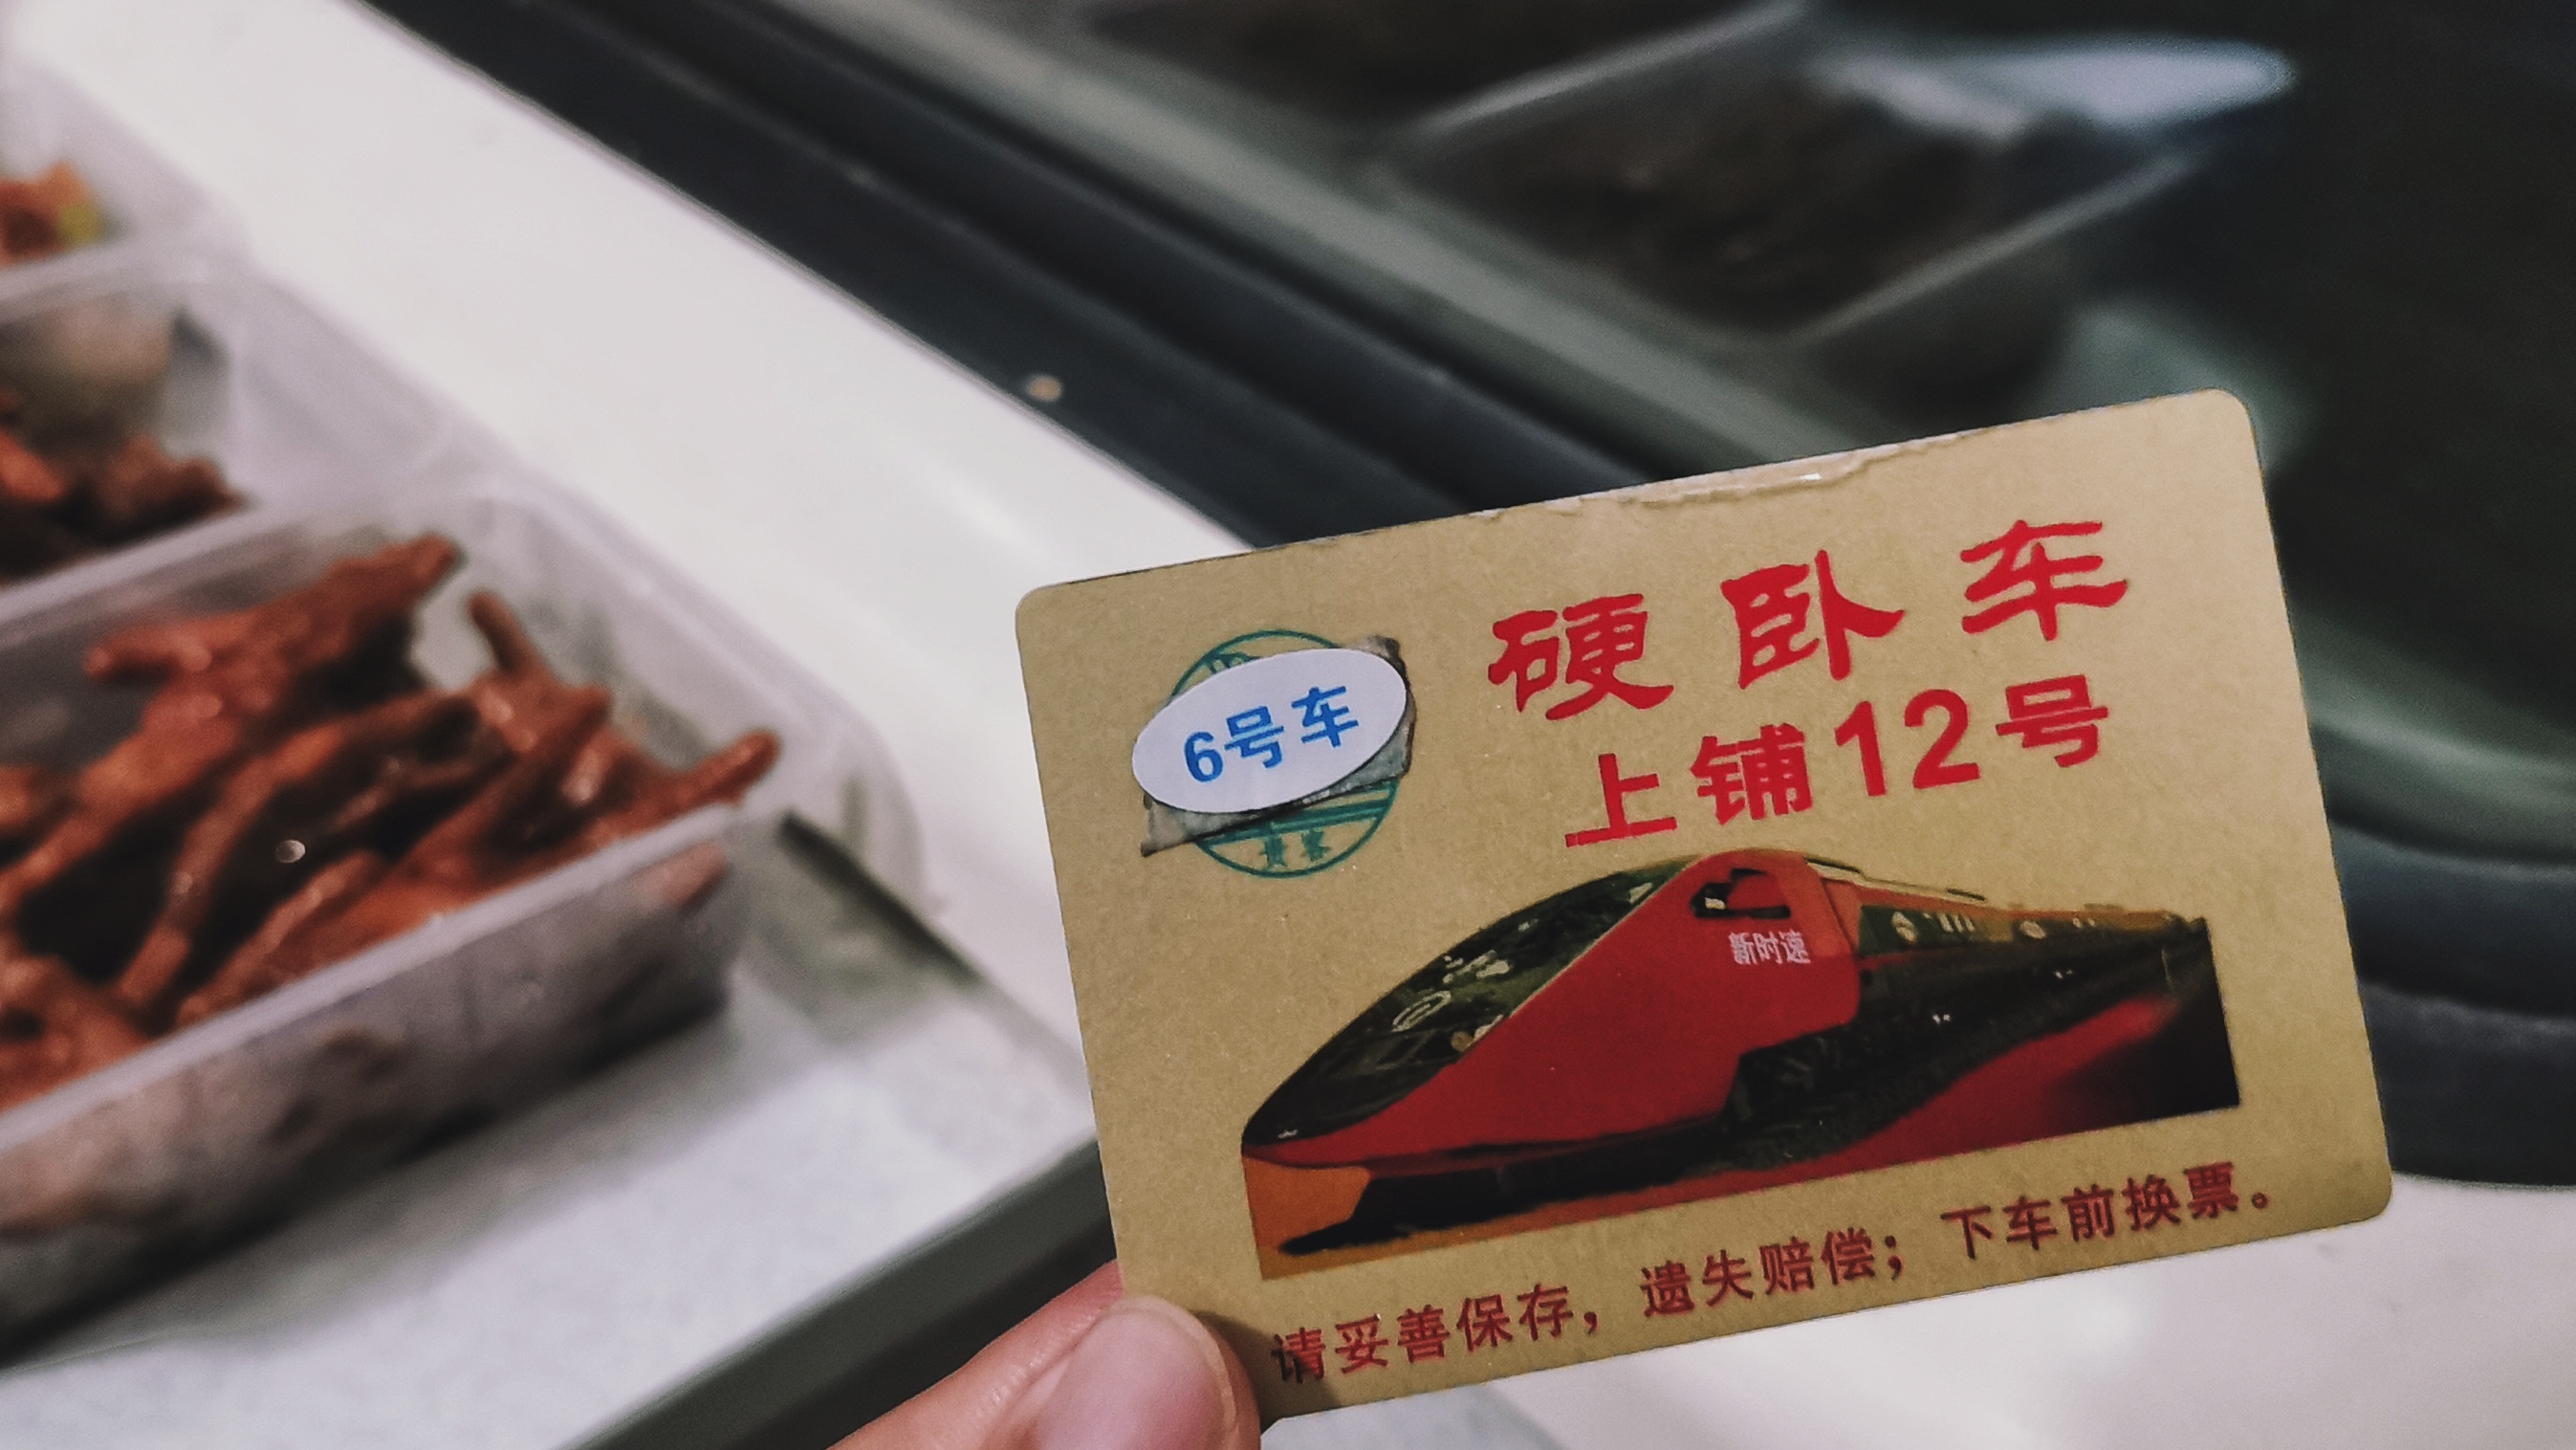 硬卧车
6号车
上铺12号
新时速
请妥善保存，遗失赔偿；下车前换票。